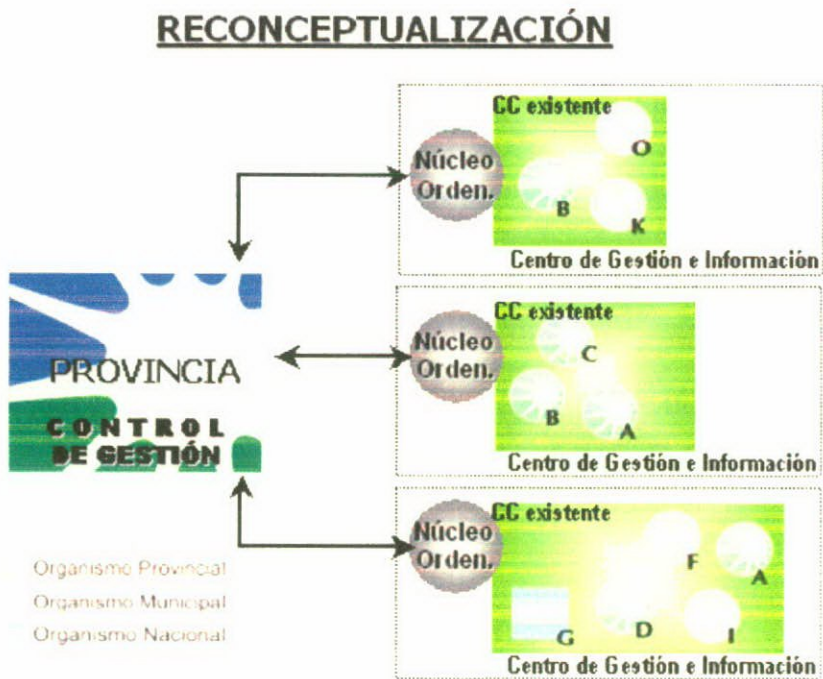 RECONCEPTUALIZACIÓN
CC existente
Núcleo
Orden.
O
B
K
Centro de Gestión e Información
CC existente
Núcleo
Orden.
C
B
A
Centro de Gestión e Información
PROVINCIA
CONTROL
DE GESTIÓN
CC existente
Núcleo
Orden.
F
A
G
D
I
Centro de Gestión e Información
Organismo Provincial
Organismo Municipal
Organismo Nacional